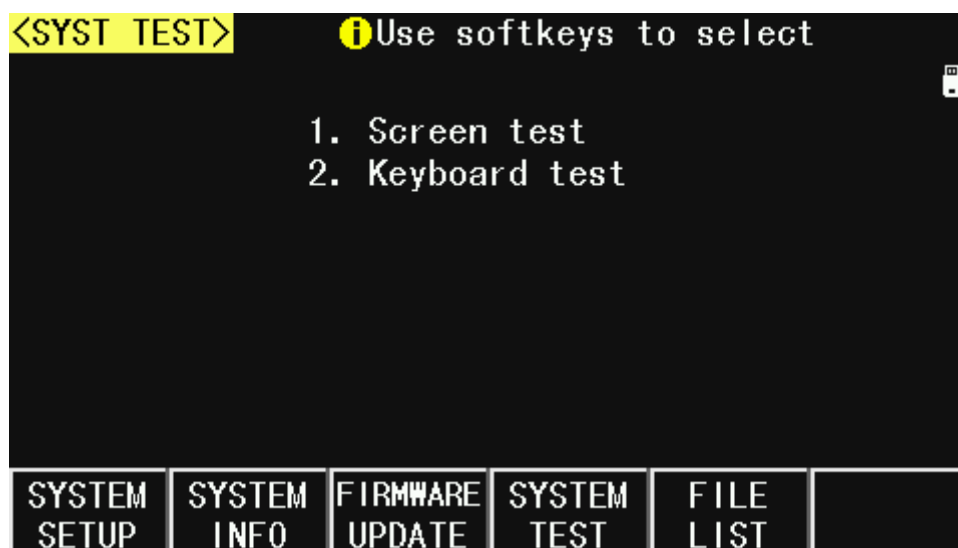 <SYST TEST> Use softkeys to select
1. Screen test
2. Keyboard test
SYSTEM SETUP
SYSTEM INFO
FIRMWARE UPDATE
SYSTEM TEST
FILE LIST